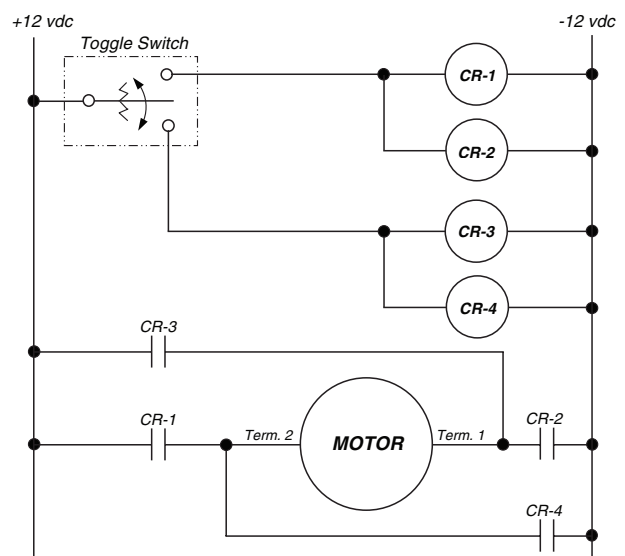 +12 vdc
-12 vdc
Toggle Switch
CR-1
CR-2
CR-3
CR-4
CR-3
CR-1
Term. 2
MOTOR
Term. 1
CR-2
CR-4